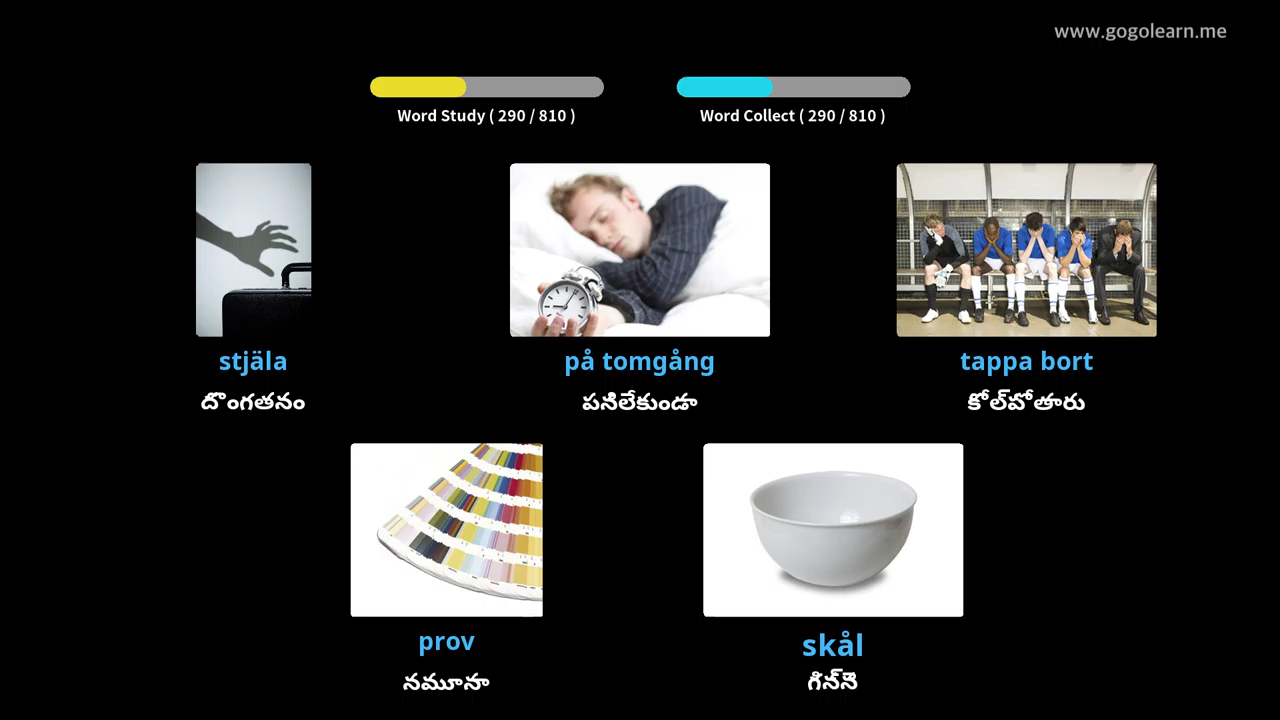 www.gogolearn.me
Word Study ( 290 / 810 )
Word Collect ( 290 / 810 )
stjäla
దొంగతనం
på tomgång
పనిలేకుండా
tappa bort
కోల్పోతారు
prov
నమూనా
skål
గిన్నె